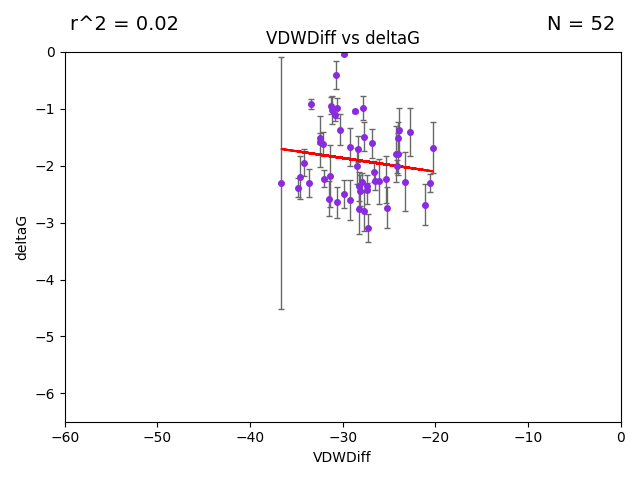 r^2 = 0.02
N = 52
VDWDiff vs deltaG
0
−1
−2
−3
−4
−5
−6
deltaG
−60 −50 −40 −30 −20 −10 0
VDWDiff